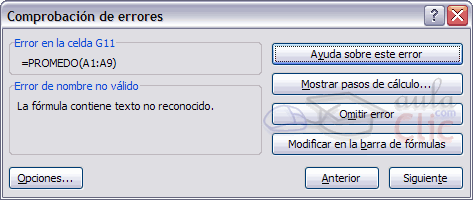 Comprobación de errores
Error en la celda G11
=PROMEDO(A1:A9)
Error de nombre no válido
La fórmula contiene texto no reconocido.
Ayuda sobre este error
Mostrar pasos de cálculo...
Omitir error
Modificar en la barra de fórmulas
Opciones...
Anterior
Siguiente
aula
Clic
.com